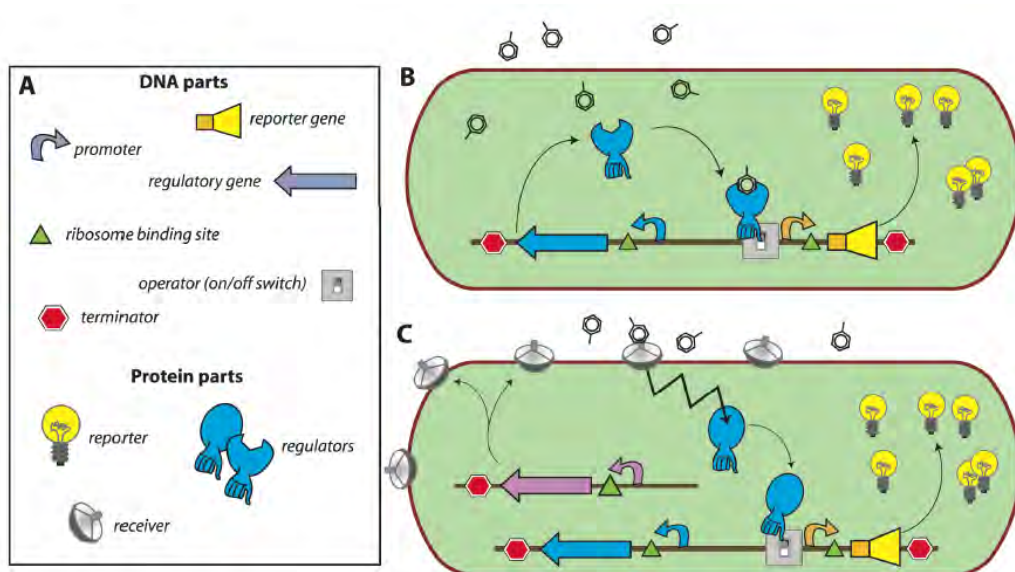 A
DNA parts
reporter gene
promoter
regulatory gene
ribosome binding site
operator (on/off switch)
terminator
Protein parts
reporter
regulators
receiver
B
C